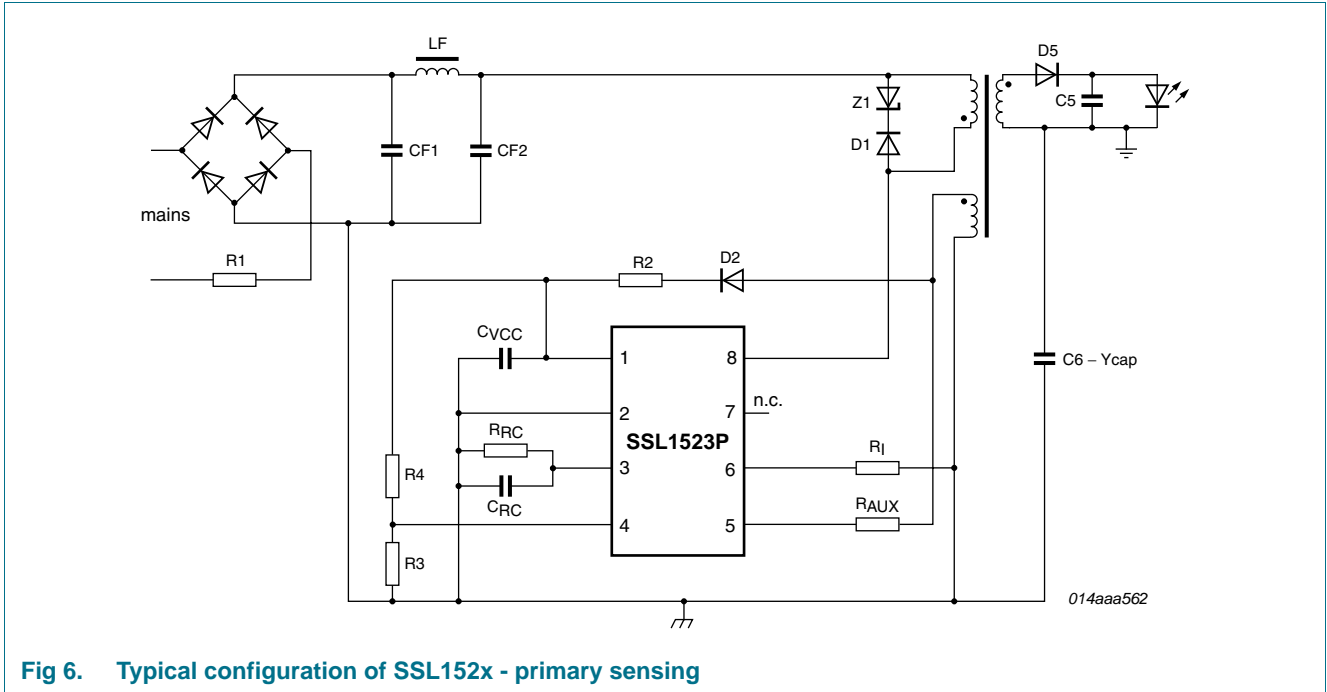 LF
D5
Z1
C5
CF1
CF2
D1
mains
R1
R2
D2
CVCC
1
8
C6 – Ycap
2
7
n.c.
RRC
SSL1523P
R4
3
6
RI
CRC
RAUX
4
5
R3
014aaa562
Fig 6. Typical configuration of SSL152x - primary sensing